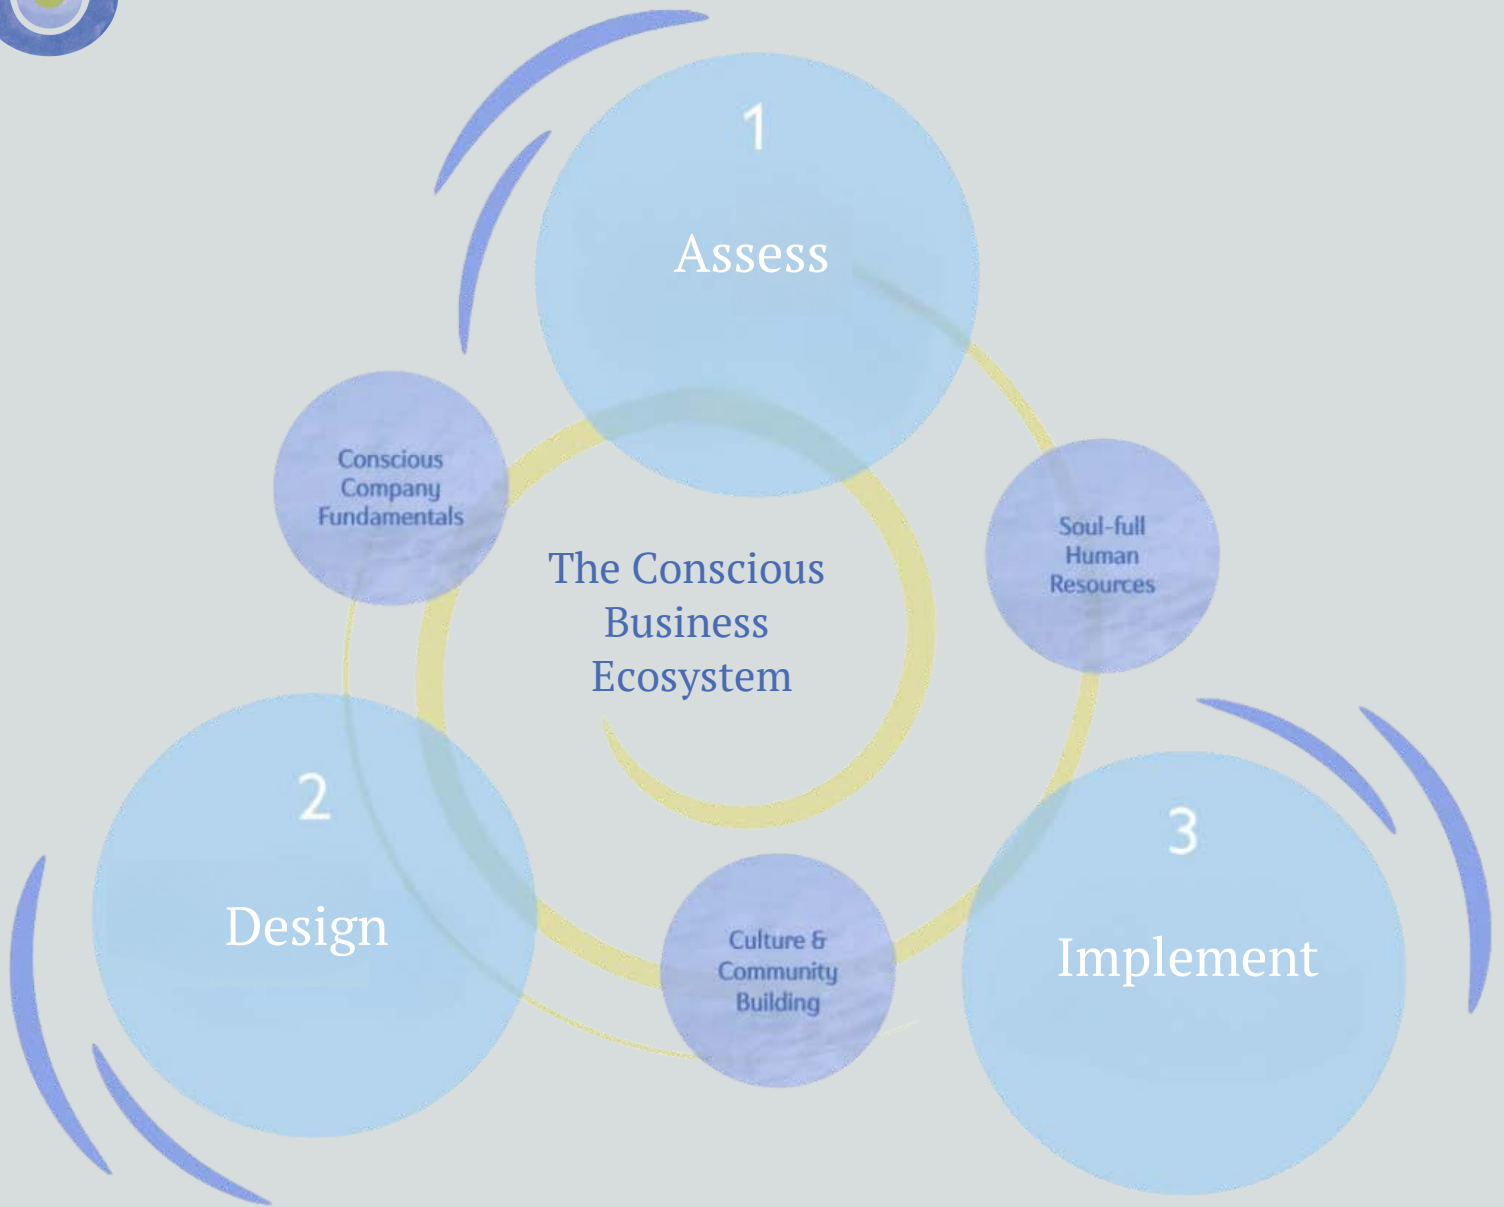 1
Assess
Conscious
Company
Fundamentals
Soul-full
Human
Resources
The Conscious
Business
Ecosystem
2
Design
3
Implement
Culture &
Community
Building